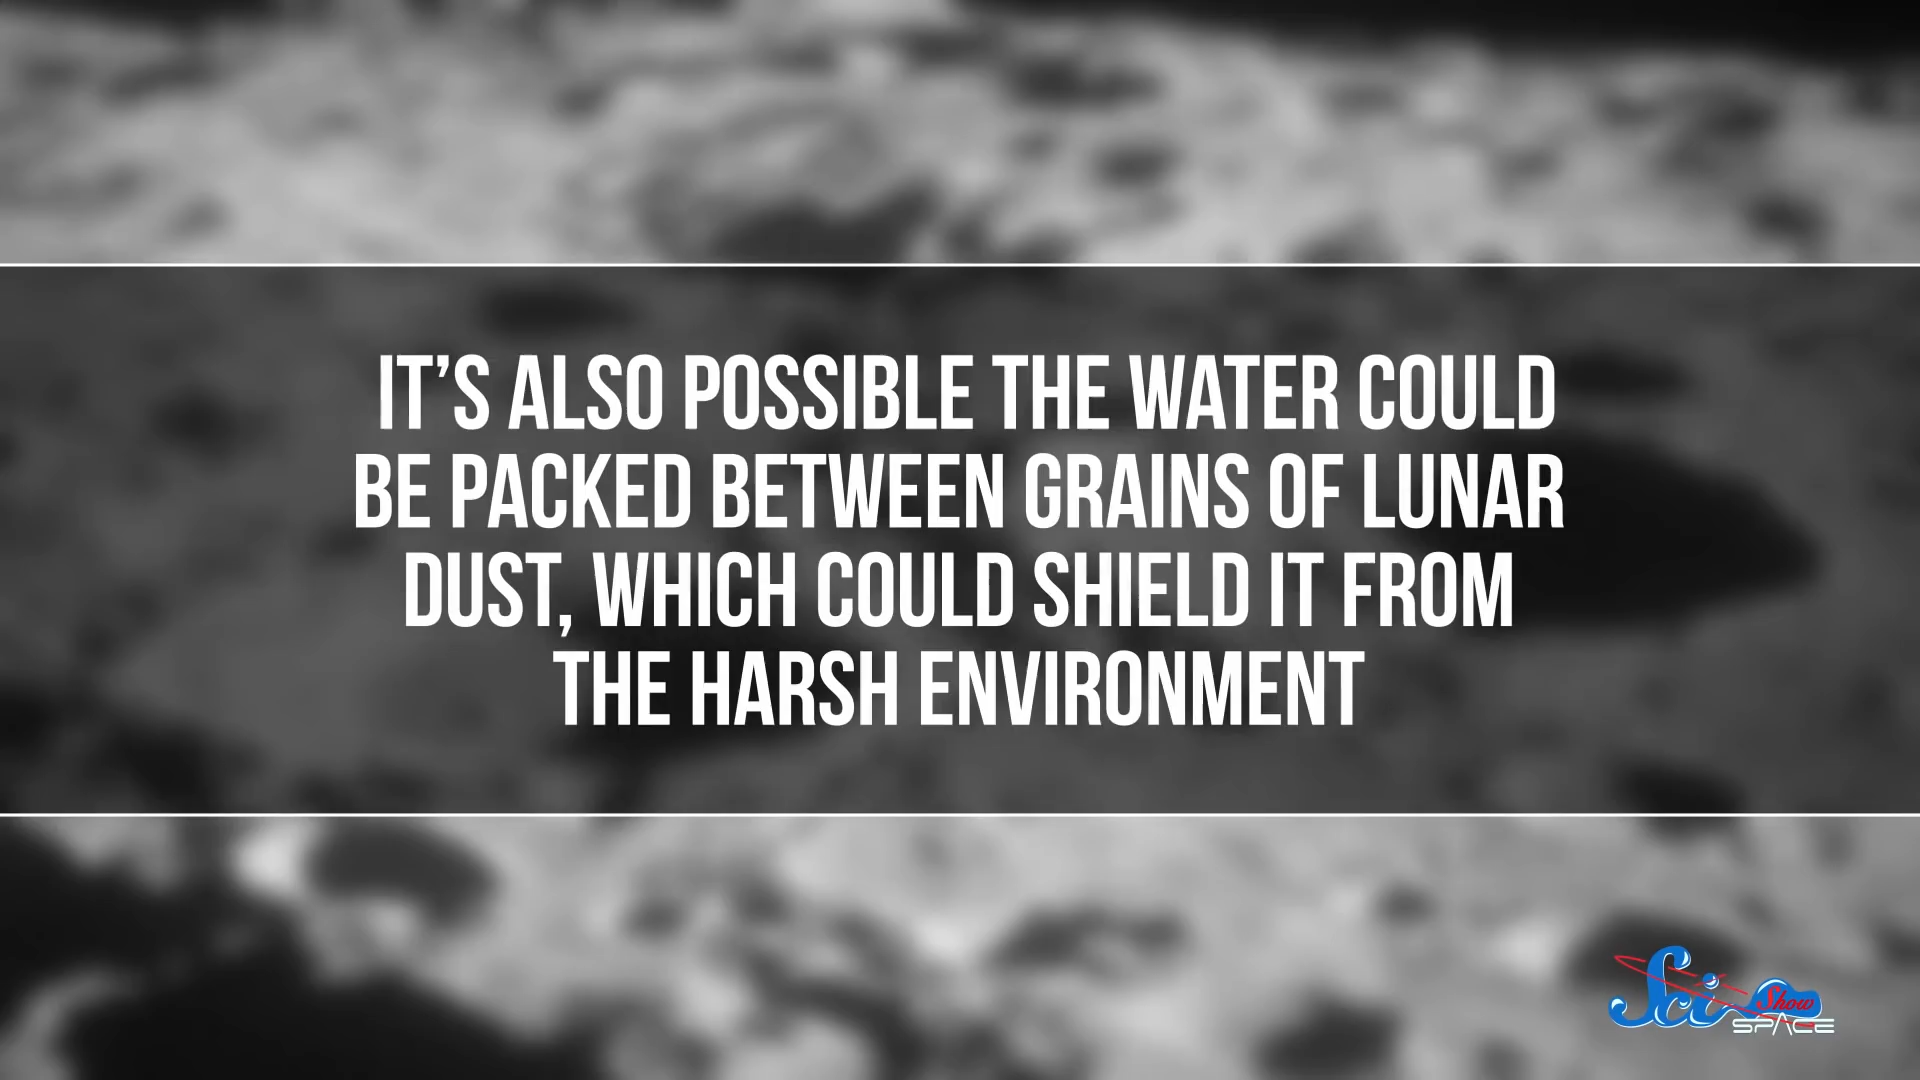 IT’S ALSO POSSIBLE THE WATER COULD
BE PACKED BETWEEN GRAINS OF LUNAR
DUST, WHICH COULD SHIELD IT FROM
THE HARSH ENVIRONMENT
Sci Show
SPACE